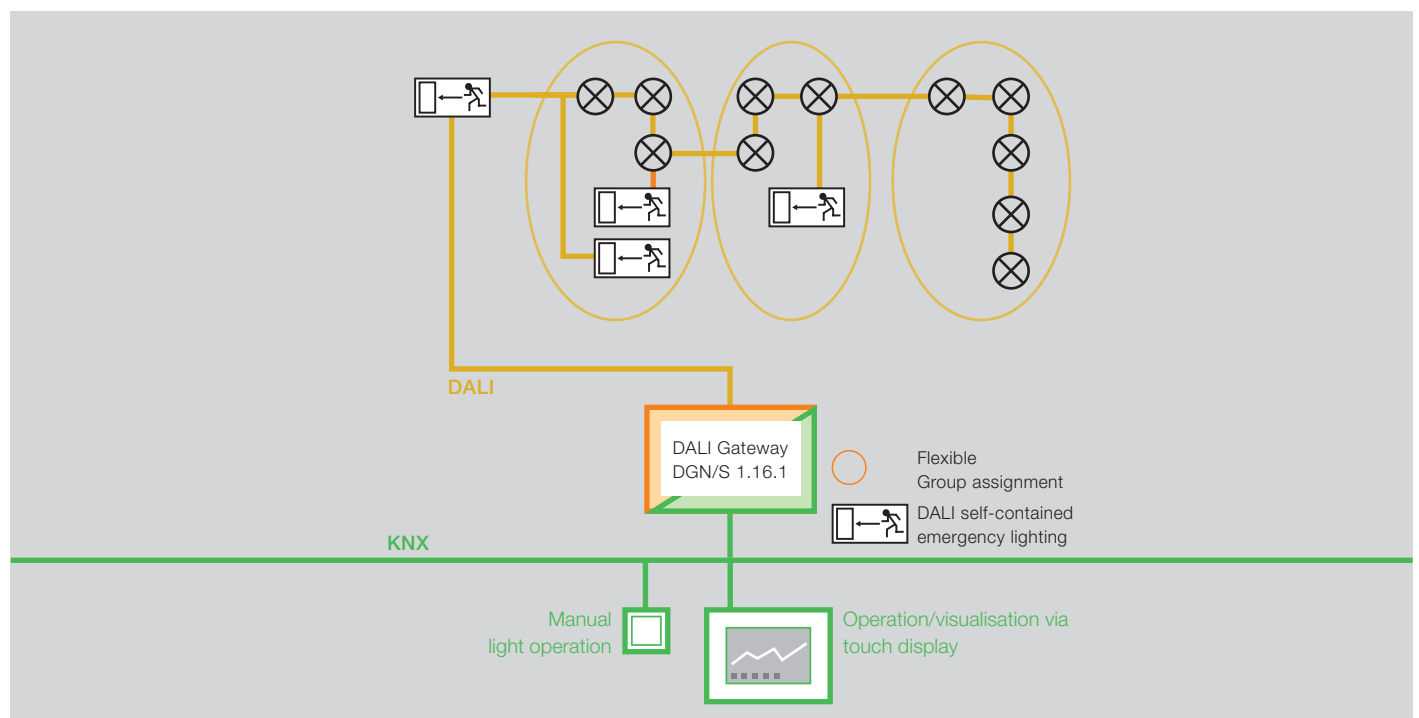 DALI
DALI Gateway
DGN/S 1.16.1
Flexible
Group assignment
DALI self-contained
emergency lighting
KNX
Manual
light operation
Operation/visualisation via
touch display